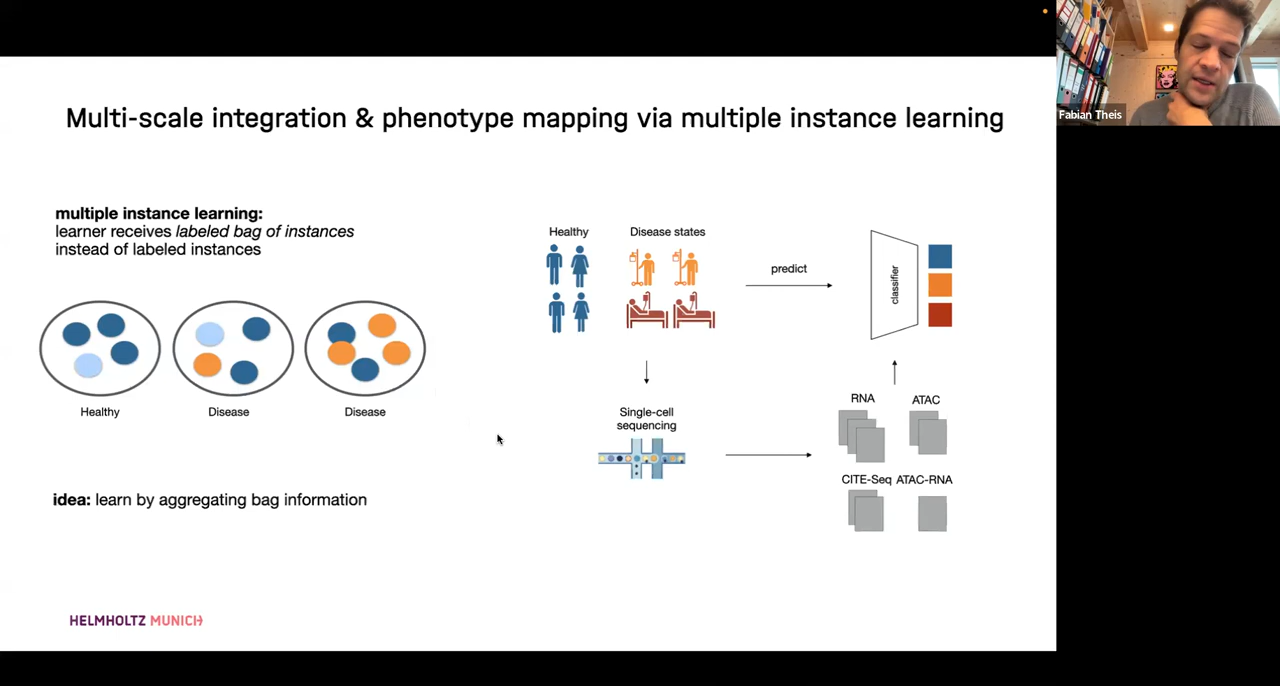 Multi-scale integration & phenotype mapping via multiple instance learning
Fabian Theis
multiple instance learning:
learner receives labeled bag of instances
instead of labeled instances
Healthy
Disease
Disease
idea: learn by aggregating bag information
Healthy
Disease states
predict
classifier
Single-cell
sequencing
RNA
ATAC
CITE-Seq
ATAC-RNA
HELMHOLTZ MUNICH